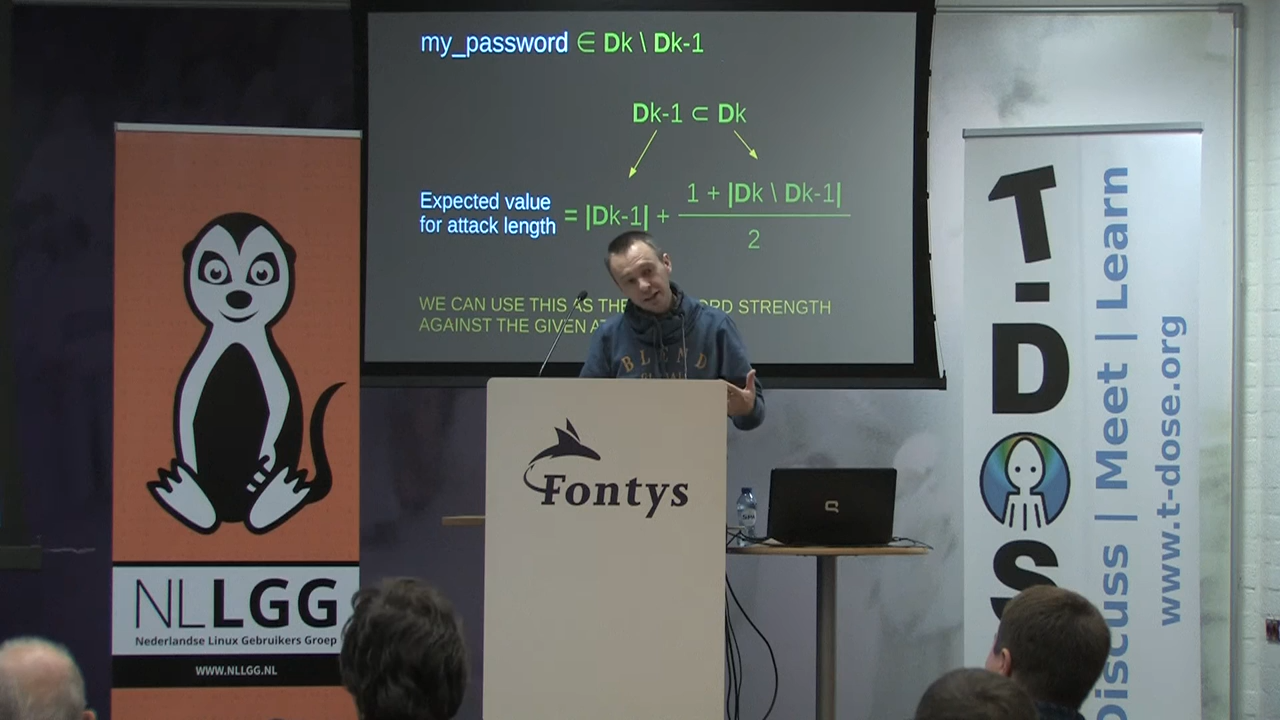 my_password ∈ Dk \ Dk-1
Dk-1 ⊂ Dk
Expected value
for attack length
= |Dk-1| +
1 + |Dk \ Dk-1|
2
WE CAN USE THIS AS THE ORD STRENGTH
AGAINST THE GIVEN
BLEND
Fontys
NLLGG
Nederlandse Linux Gebruikers Groep
WWW.NLLGG.NL
T-DOS
Discuss | Meet | Learn
www.t-dose.org